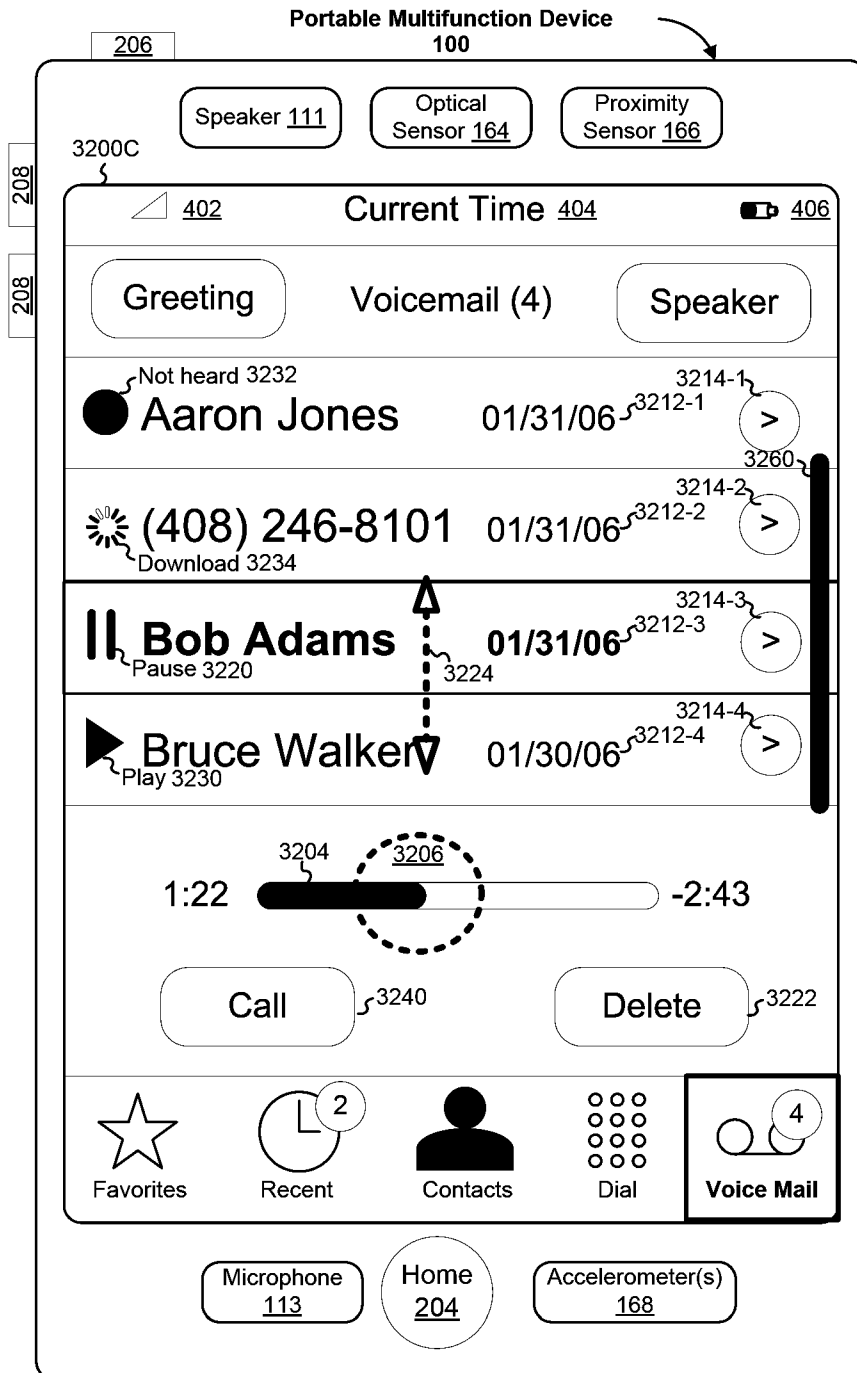 Portable Multifunction Device
100
206
Speaker 111
Optical
Sensor 164
Proximity
Sensor 166
3200C
208
208
402
Current Time 404
406
Greeting
Voicemail (4)
Speaker
Not heard 3232
Aaron Jones
01/31/06
3212-1
3214-1
>
3260
(408) 246-8101
Download 3234
01/31/06
3212-2
3214-2
>
Bob Adams
Pause 3220
01/31/06
3212-3
3214-3
>
3224
Bruce Walker
Play 3230
01/30/06
3212-4
3214-4
>
3204
3206
1:22
-2:43
Call
3240
Delete
3222
Favorites
2
Recent
Contacts
Dial
4
Voice Mail
Microphone
113
Home
204
Accelerometer(s)
168